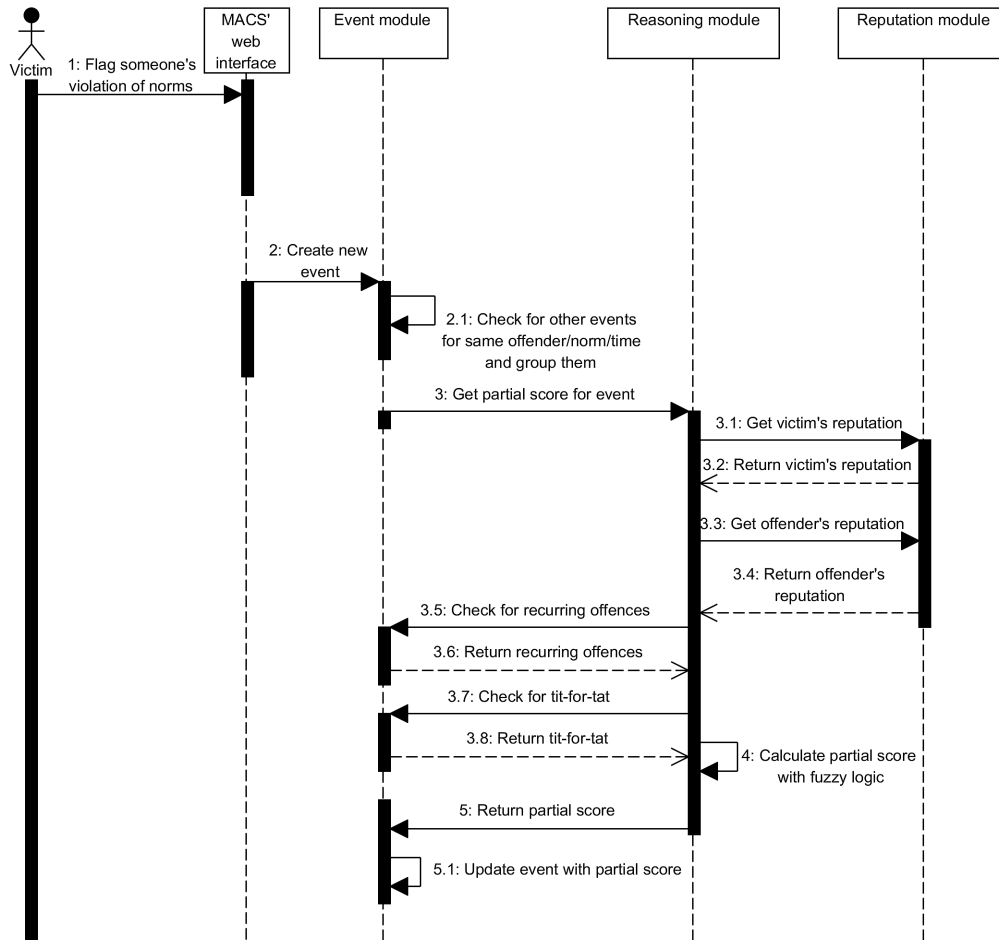 MACS'
web
interface
Event module
Reasoning module
Reputation module
Victim
1: Flag someone's
violation of norms
2: Create new
event
2.1: Check for other events
for same offender/norm/time
and group them
3: Get partial score for event
3.1: Get victim's reputation
3.2: Return victim's reputation
3.3: Get offender's reputation
3.4: Return offender's
reputation
3.5: Check for recurring offences
3.6: Return recurring offences
3.7: Check for tit-for-tat
3.8: Return tit-for-tat
4: Calculate partial score
with fuzzy logic
5: Return partial score
5.1: Update event with partial score